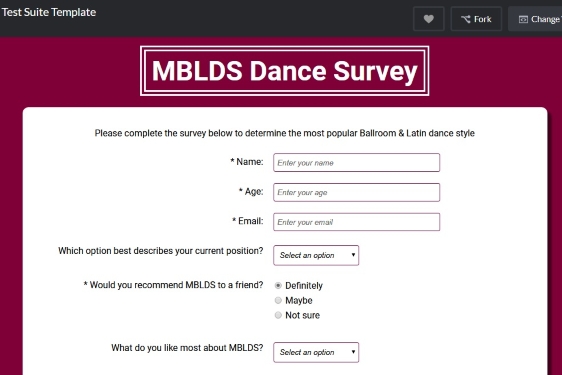 Test Suite Template
Fork
Change
MBLDS Dance Survey
Please complete the survey below to determine the most popular Ballroom & Latin dance style
* Name: Enter your name
* Age: Enter your age
* Email: Enter your email
Which option best describes your current position? Select an option
* Would you recommend MBLDS to a friend? Definitely
Maybe
Not sure
What do you like most about MBLDS? Select an option